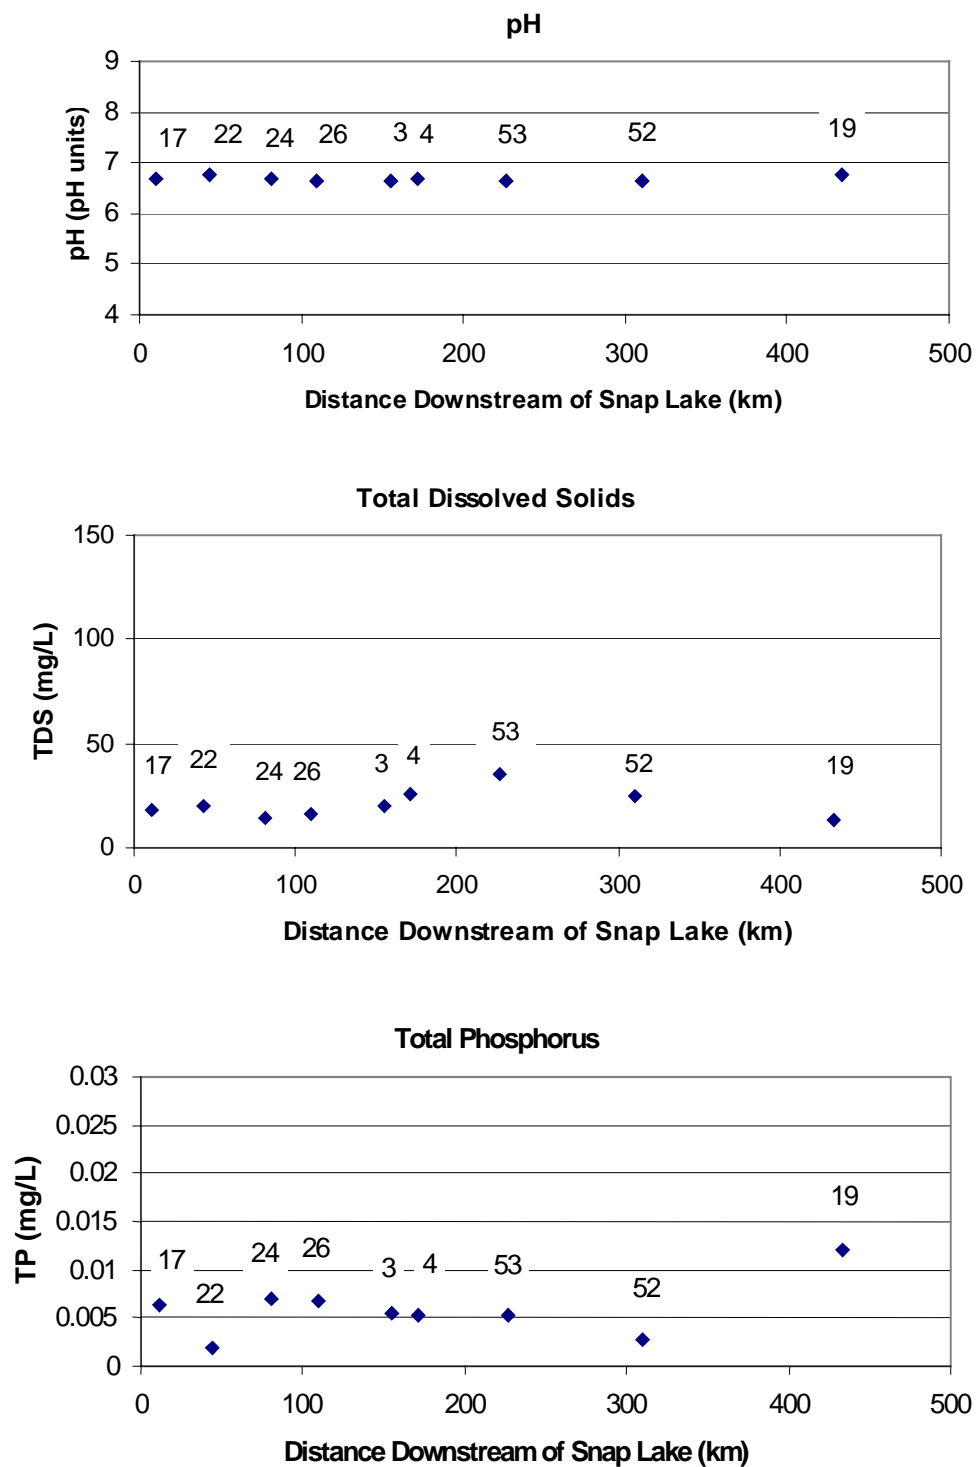 pH
9
8
17 22 24 26 3 4 53 52 19
7
6
5
4
pH (pH units)
0 100 200 300 400 500
Distance Downstream of Snap Lake (km)
Total Dissolved Solids
150
100
50
17 22 24 26 3 4 53 52 19
0
TDS (mg/L)
0 100 200 300 400 500
Distance Downstream of Snap Lake (km)
Total Phosphorus
0.03
0.025
0.02
0.015
0.01
0.005
0
17 22 24 26 3 4 53 52 19
TP (mg/L)
0 100 200 300 400 500
Distance Downstream of Snap Lake (km)